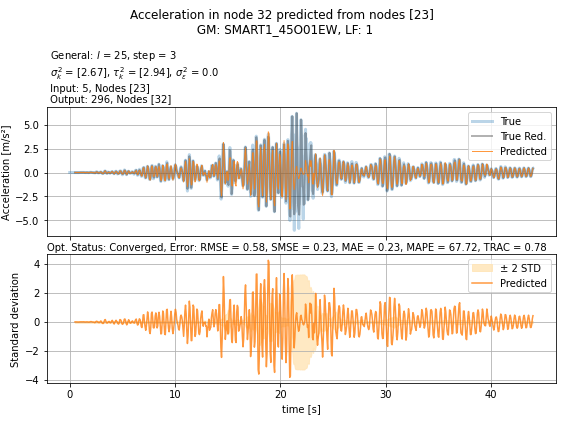 Acceleration in node 32 predicted from nodes [23]
GM: SMART1_45O01EW, LF: 1
General: l = 25, step = 3
σ²ₖ = [2.67], τ²ₖ = [2.94], σ²ε = 0.0
Input: 5, Nodes [23]
Output: 296, Nodes [32]
Acceleration [m/s²]
5.0
2.5
0.0
−2.5
−5.0
True
True Red.
Predicted
Opt. Status: Converged, Error: RMSE = 0.58, SMSE = 0.23, MAE = 0.23, MAPE = 67.72, TRAC = 0.78
Standard deviation
4
2
0
−2
−4
± 2 STD
Predicted
0 10 20 30 40
time [s]